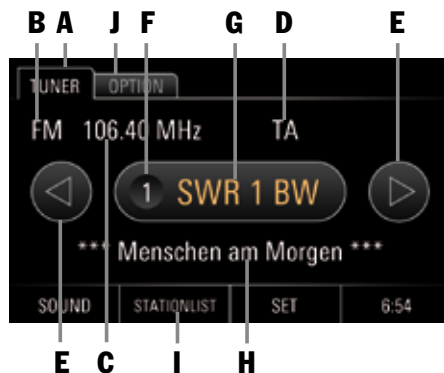 B A J F G D E
TUNER OPTION
FM 106.40 MHz TA
1 SWR 1 BW
*** Menschen am Morgen ***
SOUND STATIONLIST SET 6:54
E C I H